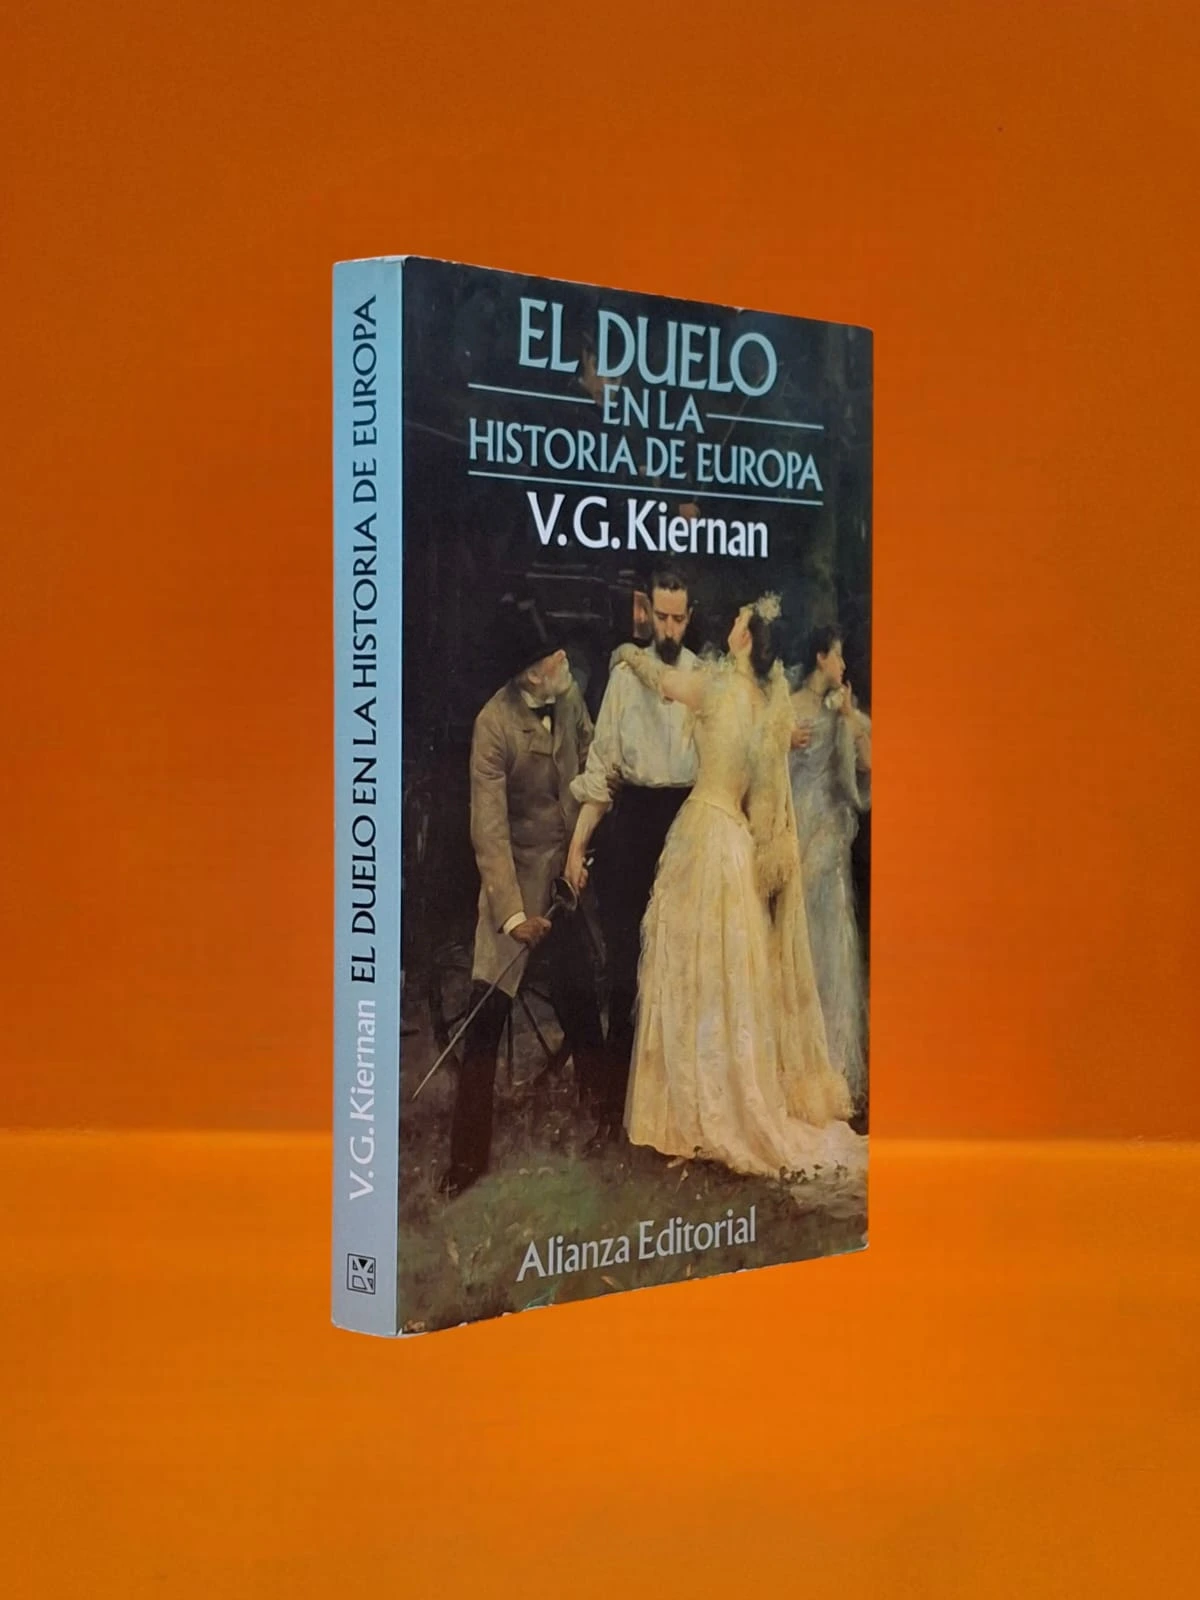 EL DUELO
EN LA
HISTORIA DE EUROPA
V.G. Kiernan
Alianza Editorial
V. G. Kiernan EL DUELO EN LA HISTORIA DE EUROPA